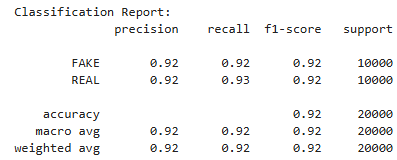 Classification Report:
precision recall f1-score support
FAKE 0.92 0.92 0.92 10000
REAL 0.92 0.93 0.92 10000
accuracy 0.92 20000
macro avg 0.92 0.92 0.92 20000
weighted avg 0.92 0.92 0.92 20000